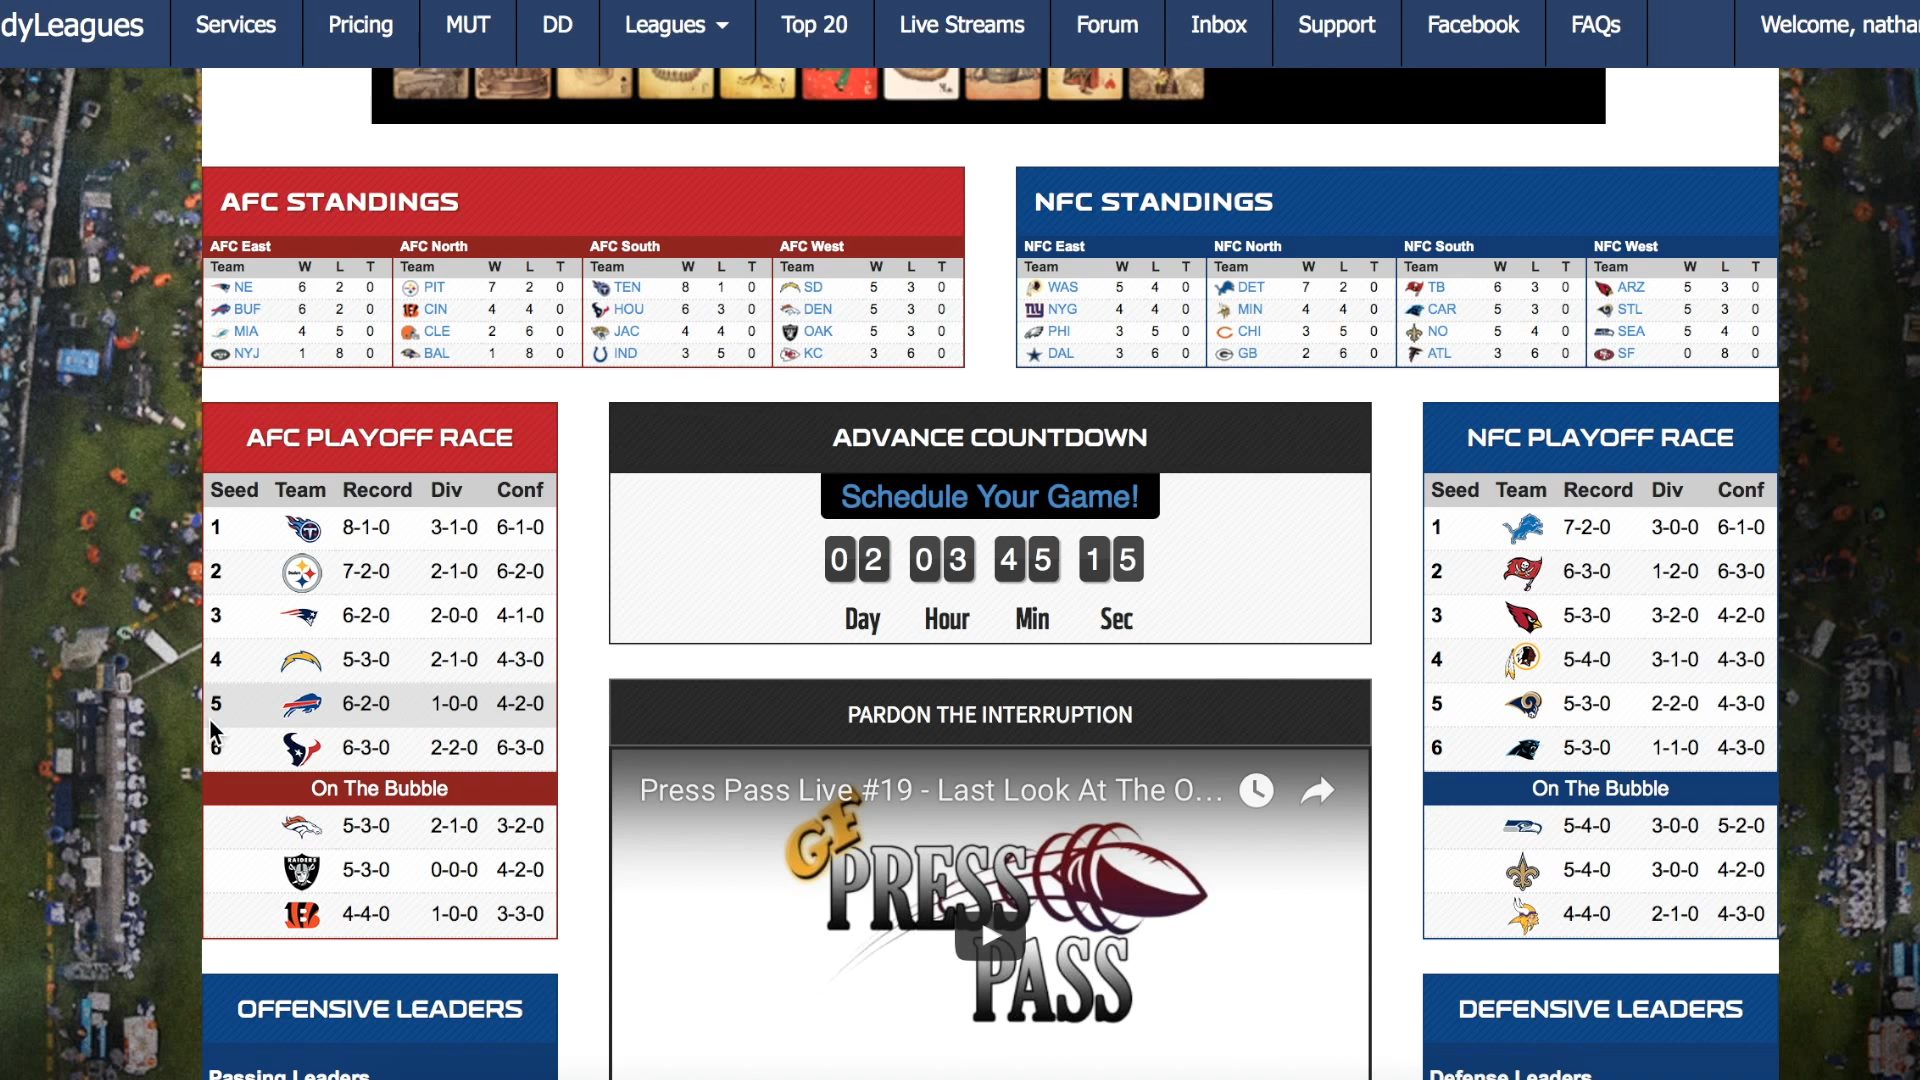 dyLeagues Services Pricing MUT DD Leagues Top 20 Live Streams Forum Inbox Support Facebook FAQs Welcome, natha
AFC STANDINGS
AFC East AFC North AFC South AFC West
Team W L T Team W L T Team W L T Team W L T
NE 6 2 0 PIT 7 2 0 TEN 8 1 0 SD 5 3 0
BUF 6 2 0 CIN 4 4 0 HOU 6 3 0 DEN 5 3 0
MIA 4 5 0 CLE 2 6 0 JAC 4 4 0 OAK 5 3 0
NYJ 1 8 0 BAL 1 8 0 IND 3 5 0 KC 3 6 0
NFC STANDINGS
NFC East NFC North NFC South NFC West
Team W L T Team W L T Team W L T Team W L T
WAS 5 4 0 DET 7 2 0 TB 6 3 0 ARZ 5 3 0
NYG 4 4 0 MIN 4 4 0 CAR 5 3 0 STL 5 3 0
PHI 3 5 0 CHI 3 5 0 NO 5 4 0 SEA 5 4 0
DAL 3 6 0 GB 2 6 0 ATL 3 6 0 SF 0 8 0
AFC PLAYOFF RACE
Seed Team Record Div Conf
1 8-1-0 3-1-0 6-1-0
2 7-2-0 2-1-0 6-2-0
3 6-2-0 2-0-0 4-1-0
4 5-3-0 2-1-0 4-3-0
5 6-2-0 1-0-0 4-2-0
6 6-3-0 2-2-0 6-3-0
On The Bubble
5-3-0 2-1-0 3-2-0
RAIDERS 5-3-0 0-0-0 4-2-0
4-4-0 1-0-0 3-3-0
OFFENSIVE LEADERS
Passing Leaders
ADVANCE COUNTDOWN
Schedule Your Game!
02 03 45 15
Day Hour Min Sec
PARDON THE INTERRUPTION
Press Pass Live #19 - Last Look At The O...
GF
PRESS
PASS
NFC PLAYOFF RACE
Seed Team Record Div Conf
1 7-2-0 3-0-0 6-1-0
2 6-3-0 1-2-0 6-3-0
3 5-3-0 3-2-0 4-2-0
4 5-4-0 3-1-0 4-3-0
5 5-3-0 2-2-0 4-3-0
6 5-3-0 1-1-0 4-3-0
On The Bubble
5-4-0 3-0-0 5-2-0
5-4-0 3-0-0 4-2-0
4-4-0 2-1-0 4-3-0
DEFENSIVE LEADERS
Defense Leaders